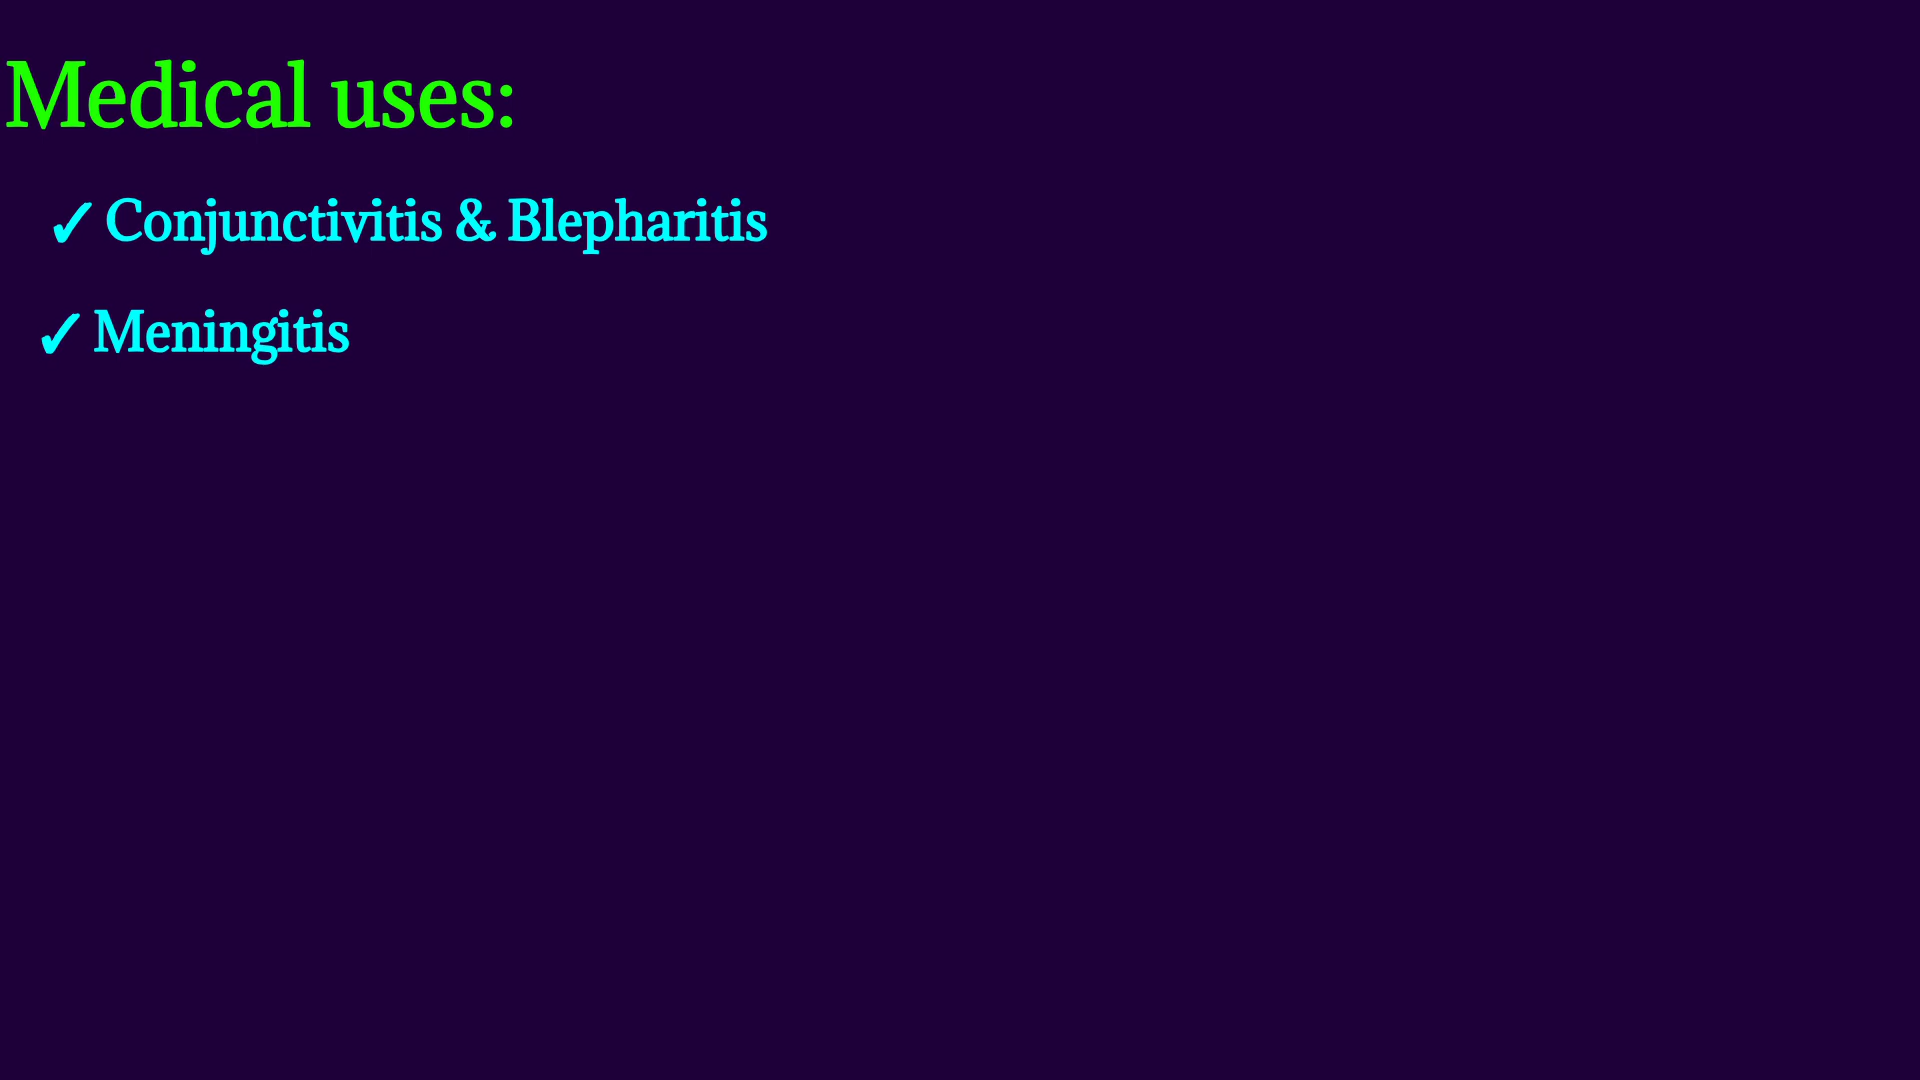 Medical uses:
✓ Conjunctivitis & Blepharitis
✓ Meningitis